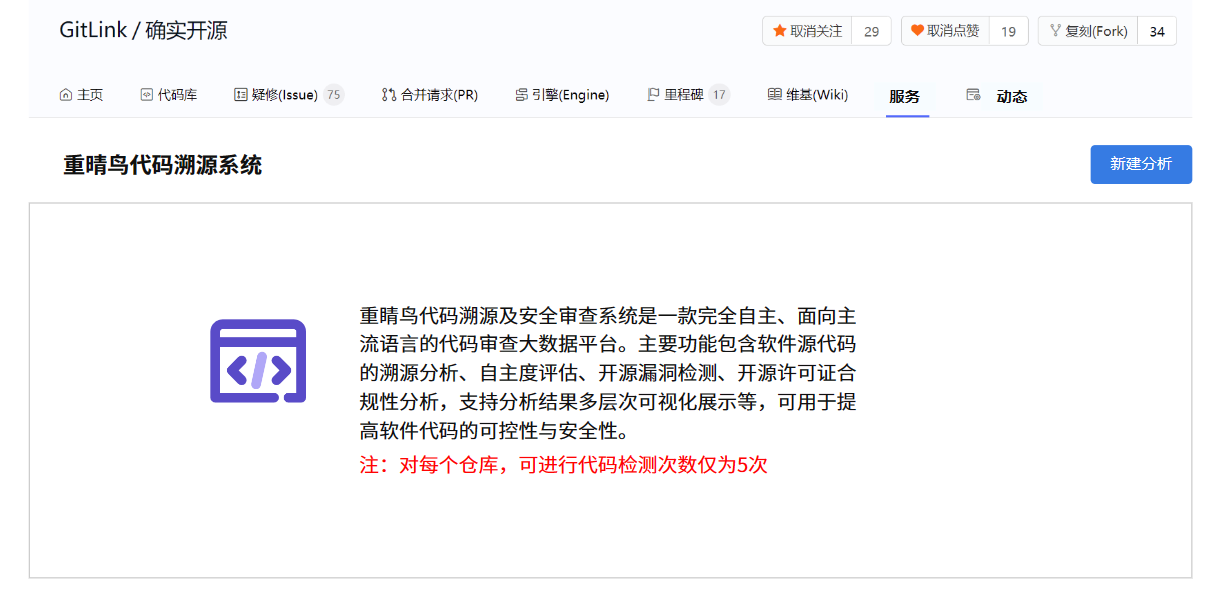 GitLink / 确实开源
取消关注 29 取消点赞 19 复刻(Fork) 34
主页 代码库 疑修(Issue) 75 合并请求(PR) 引擎(Engine) 里程碑 17 维基(Wiki) 服务 动态
重晴鸟代码溯源系统 新建分析
重睛鸟代码溯源及安全审查系统是一款完全自主、面向主
流语言的代码审查大数据平台。主要功能包含软件源代码
的溯源分析、自主度评估、开源漏洞检测、开源许可证合
规性分析，支持分析结果多层次可视化展示等，可用于提
高软件代码的可控性与安全性。
注：对每个仓库，可进行代码检测次数仅为5次